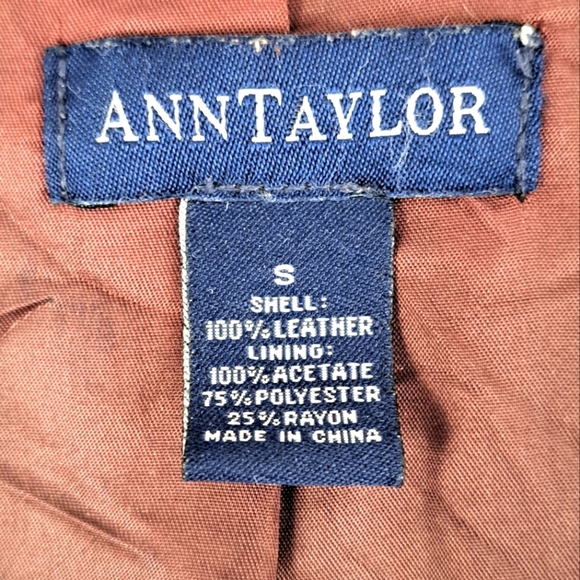 ANNTAYLOR
S
SHELL:
100% LEATHER
LINING:
100% ACETATE
75% POLYESTER
25% RAYON
MADE IN CHINA